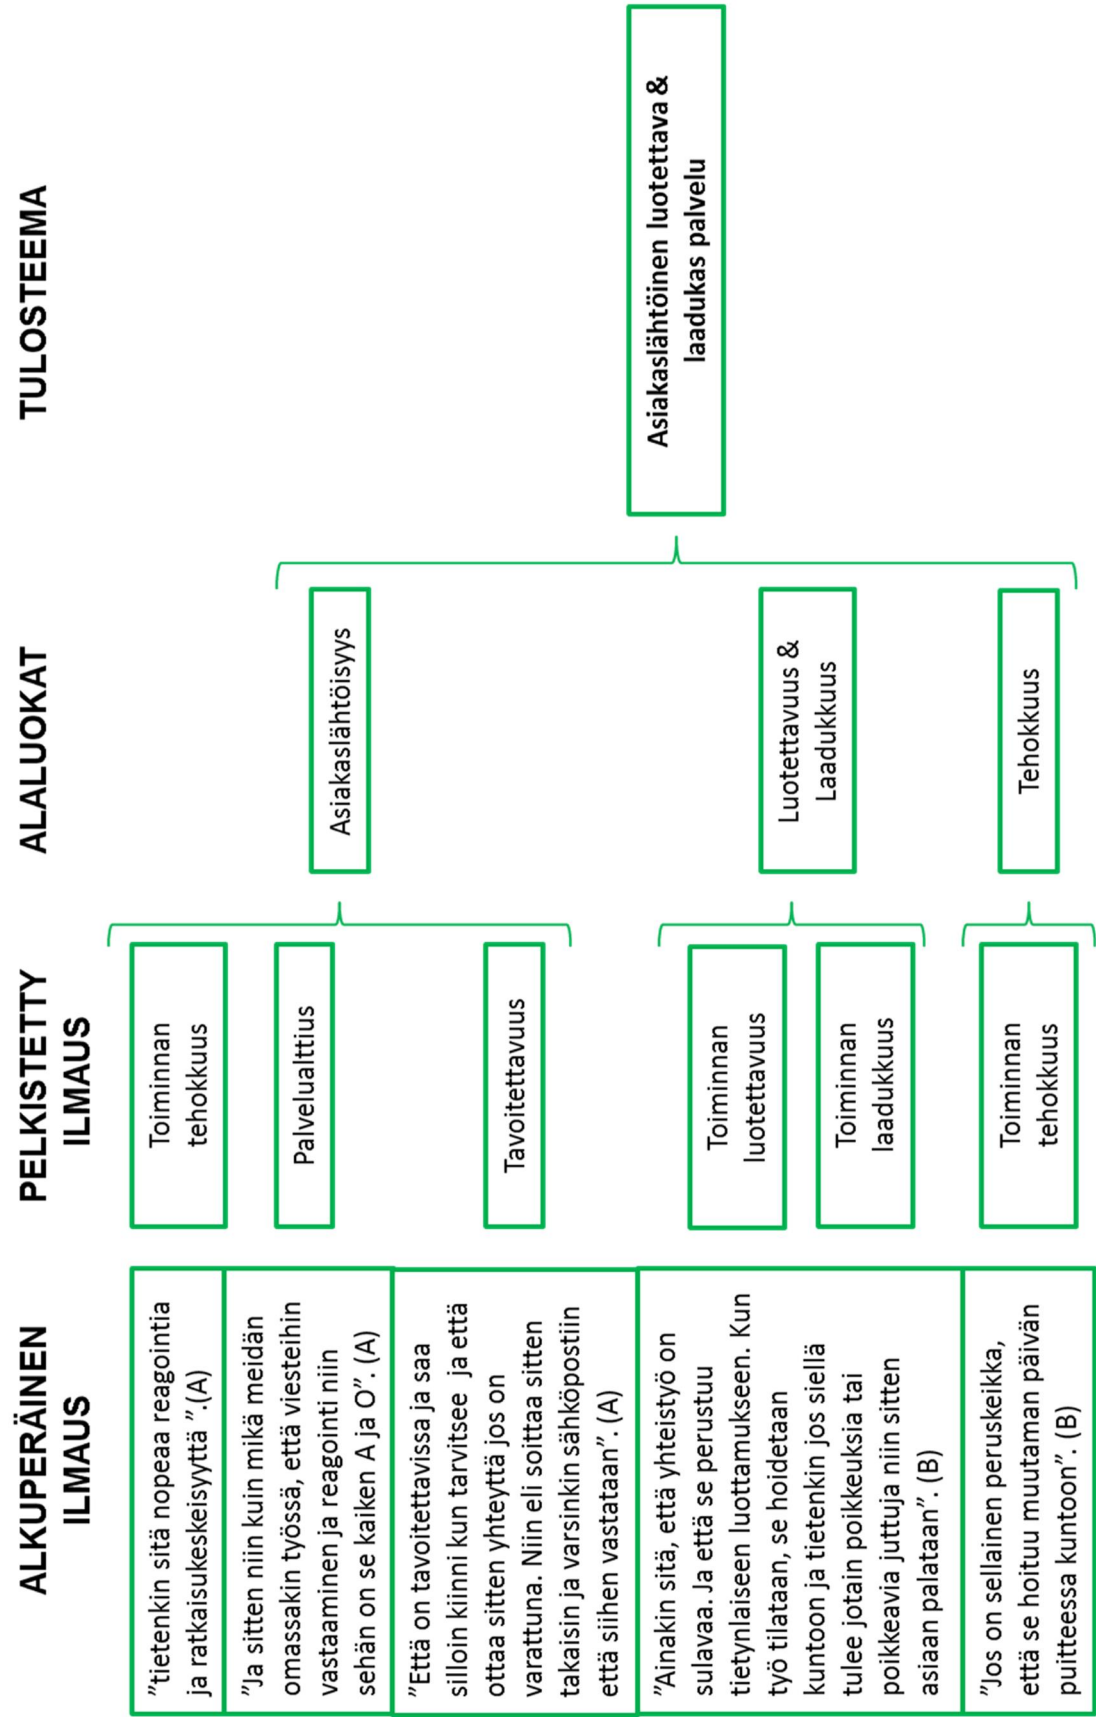 ALKUPERÄINEN
ILMAUS
PELKISTETTY
ILMAUS
ALALUOKAT
TULOSTEEMA
”tietenkin sitä nopeaa reagointia
ja ratkaisukeskeisyyttä ”.(A)
”Ja sitten niin kuin mikä meidän
omassakin työssä, että viesteihin
vastaaminen ja reagointi niin
sehän on se kaiken A ja O”. (A)
”Että on tavoitettavissa ja saa
silloin kiinni kun tarvitsee ja että
ottaa sitten yhteyttä jos on
varattuna. Niin eli soittaa sitten
takaisin ja varsinkin sähköpostiin
että siihen vastataan”. (A)
”Ainakin sitä, että yhteistyö on
sulavaa. Ja että se perustuu
tietynlaiseen luottamukseen. Kun
työ tilataan, se hoidetaan
kuntoon ja tietenkin jos siellä
tulee jotain poikkeuksia tai
poikkeavia juttuja niin sitten
asiaan palataan”. (B)
”Jos on sellainen peruskeikka,
että se hoituu muutaman päivän
puitteessa kuntoon”. (B)
Toiminnan
tehokkuus
Palvelualttius
Tavoitettavuus
Toiminnan
luotettavuus
Toiminnan
laadukkuus
Toiminnan
tehokkuus
Asiakaslähtöisyys
Luotettavuus &
Laadukkuus
Tehokkuus
Asiakaslähtöinen luotettava &
laadukas palvelu